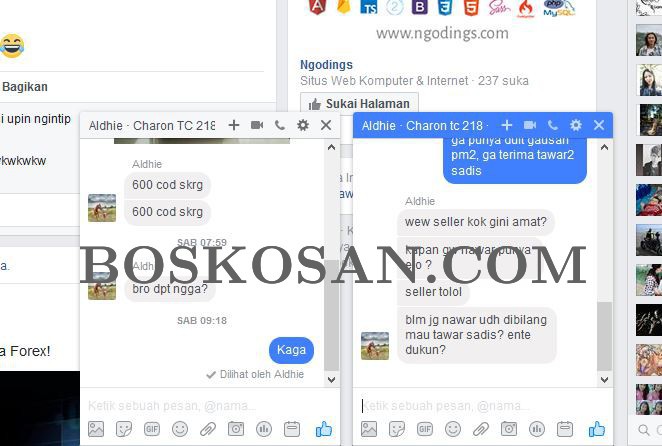 www.ngodings.com
Bagikan
Ngodings
Situs Web Komputer & Internet · 237 suka
Sukai Halaman
i upin ngintip
wkwkwkw
a.
a Forex!
Aldhie · Charon TC 218
Aldhie
600 cod skrg
600 cod skrg
SAB 07:59
Aldhie
bro dpt ngga?
SAB 09:18
Kaga
Dilihat oleh Aldhie
Ketik sebuah pesan, @nama...
GIF
Aldhie · Charon tc 218 ·
ga punya duit gausah
pm2, ga terima tawar2
sadis
Aldhie
wew seller kok gini amat?
kapan gw nawar punya
elo ?
seller tolol
blm jg nawar udh dibilang
mau tawar sadis? ente
dukun?
Ketik sebuah pesan, @nama...
GIF
BOSKOSAN.COM